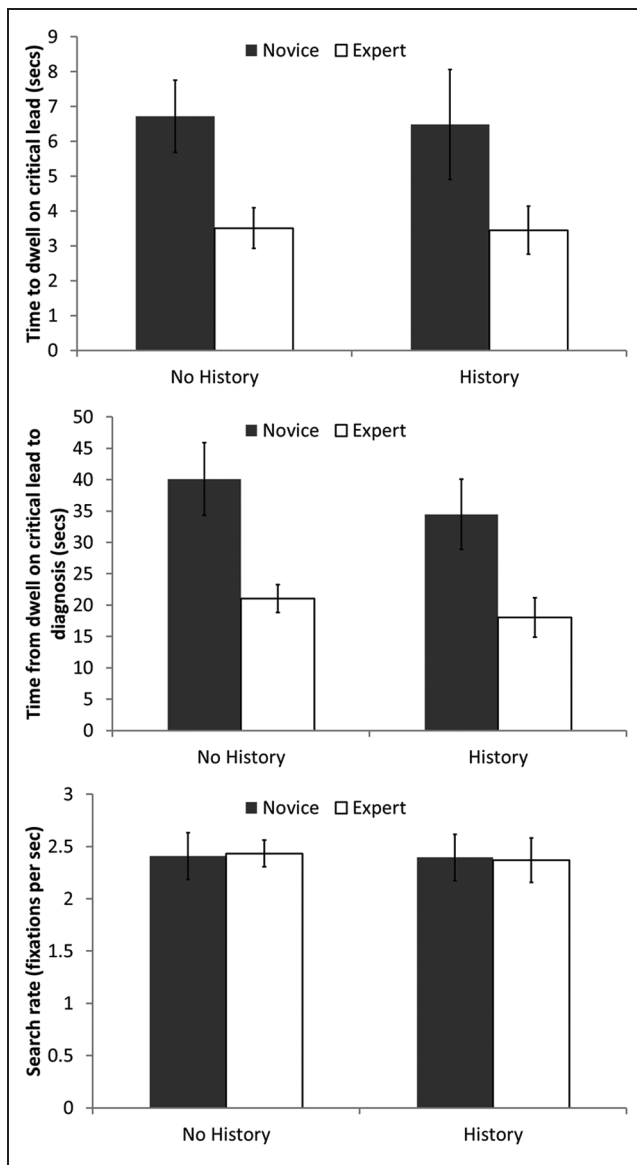 Time to dwell on critical lead (secs)
Novice Expert
9
8
7
6
5
4
3
2
1
0
No History History
Time from dwell on critical lead to
diagnosis (secs)
Novice Expert
50
45
40
35
30
25
20
15
10
5
0
No History History
Search rate (fixations per sec)
Novice Expert
3
2.5
2
1.5
1
0.5
0
No History History